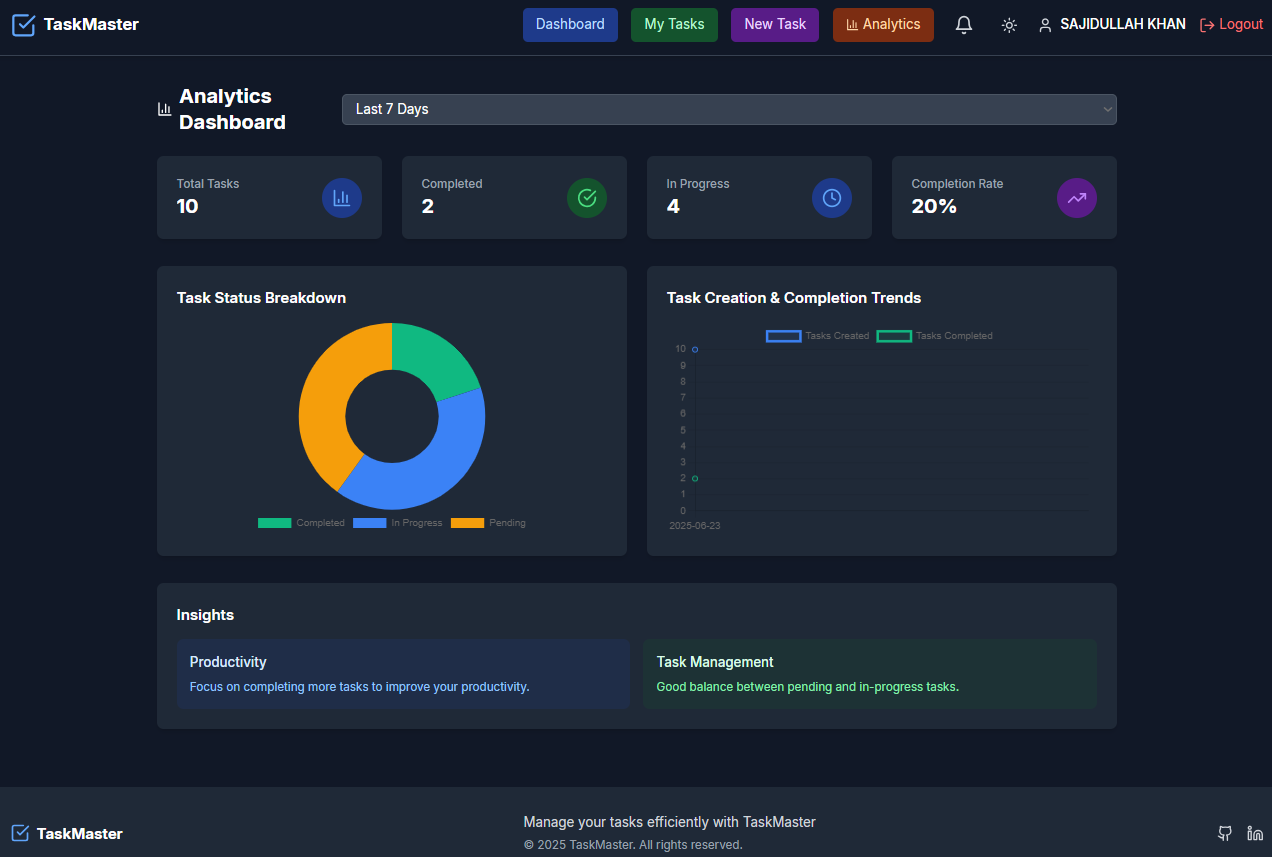 TaskMaster
Dashboard
My Tasks
New Task
Analytics
SAJIDULLAH KHAN
Logout
Analytics
Dashboard
Last 7 Days
Total Tasks
10
Completed
2
In Progress
4
Completion Rate
20%
Task Status Breakdown
Completed
In Progress
Pending
Task Creation & Completion Trends
Tasks Created
Tasks Completed
10
9
8
7
6
5
4
3
2
1
0
2025-06-23
Insights
Productivity
Focus on completing more tasks to improve your productivity.
Task Management
Good balance between pending and in-progress tasks.
TaskMaster
Manage your tasks efficiently with TaskMaster
© 2025 TaskMaster. All rights reserved.